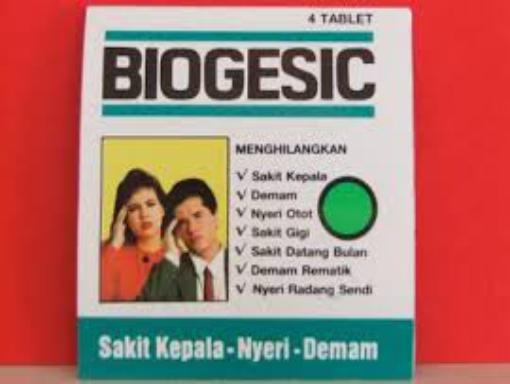 4 TABLET
BIOGESIC
MENGHILANGKAN
√ Sakit Kepala
√ Demam
√ Nyeri Otot
√ Sakit Gigi
√ Sakit Datang Bulan
√ Demam Rematik
√ Nyeri Radang Sendi
Sakit Kepala - Nyeri - Demam